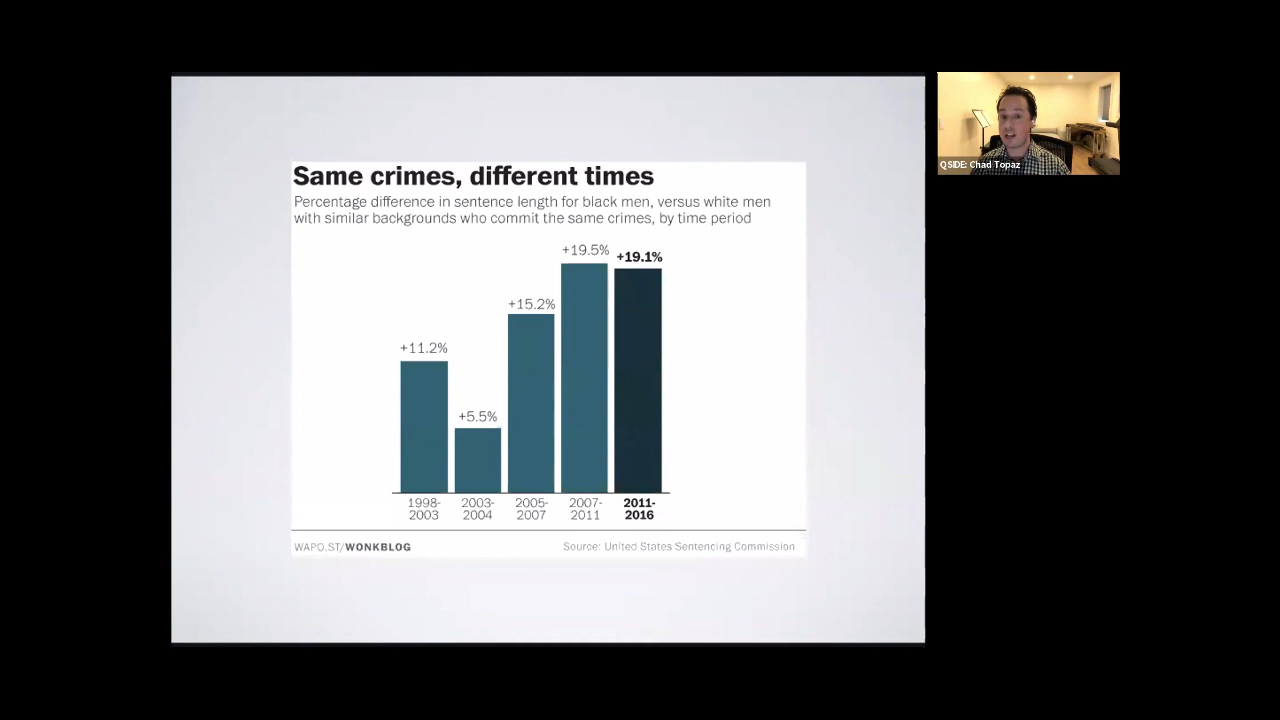 Same crimes, different times
Percentage difference in sentence length for black men, versus white men
with similar backgrounds who commit the same crimes, by time period
+11.2%
+5.5%
+15.2%
+19.5%
+19.1%
1998-
2003
2003-
2004
2005-
2007
2007-
2011
2011-
2016
WAPO.ST/WONKBLOG
Source: United States Sentencing Commission
QSIDE: Chad Topaz